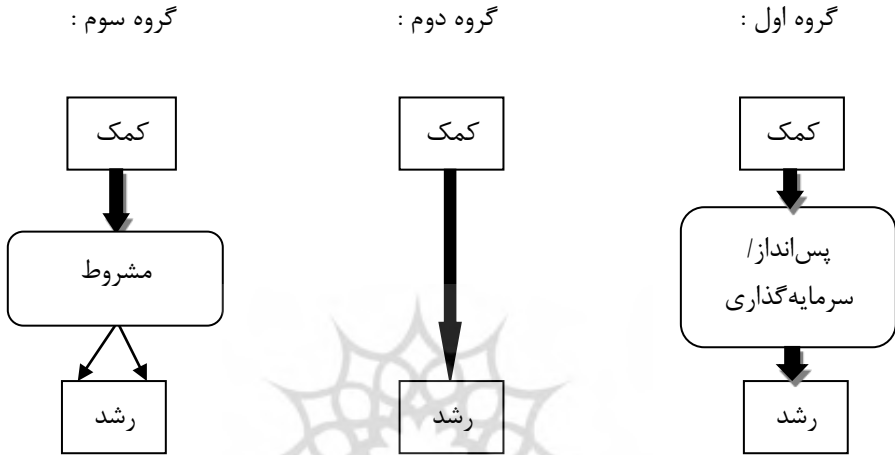 گروه اول :
گروه دوم :
گروه سوم :
کمک
کمک
کمک
پس‌انداز/
سرمایه‌گذاری
مشروط
رشد
رشد
رشد